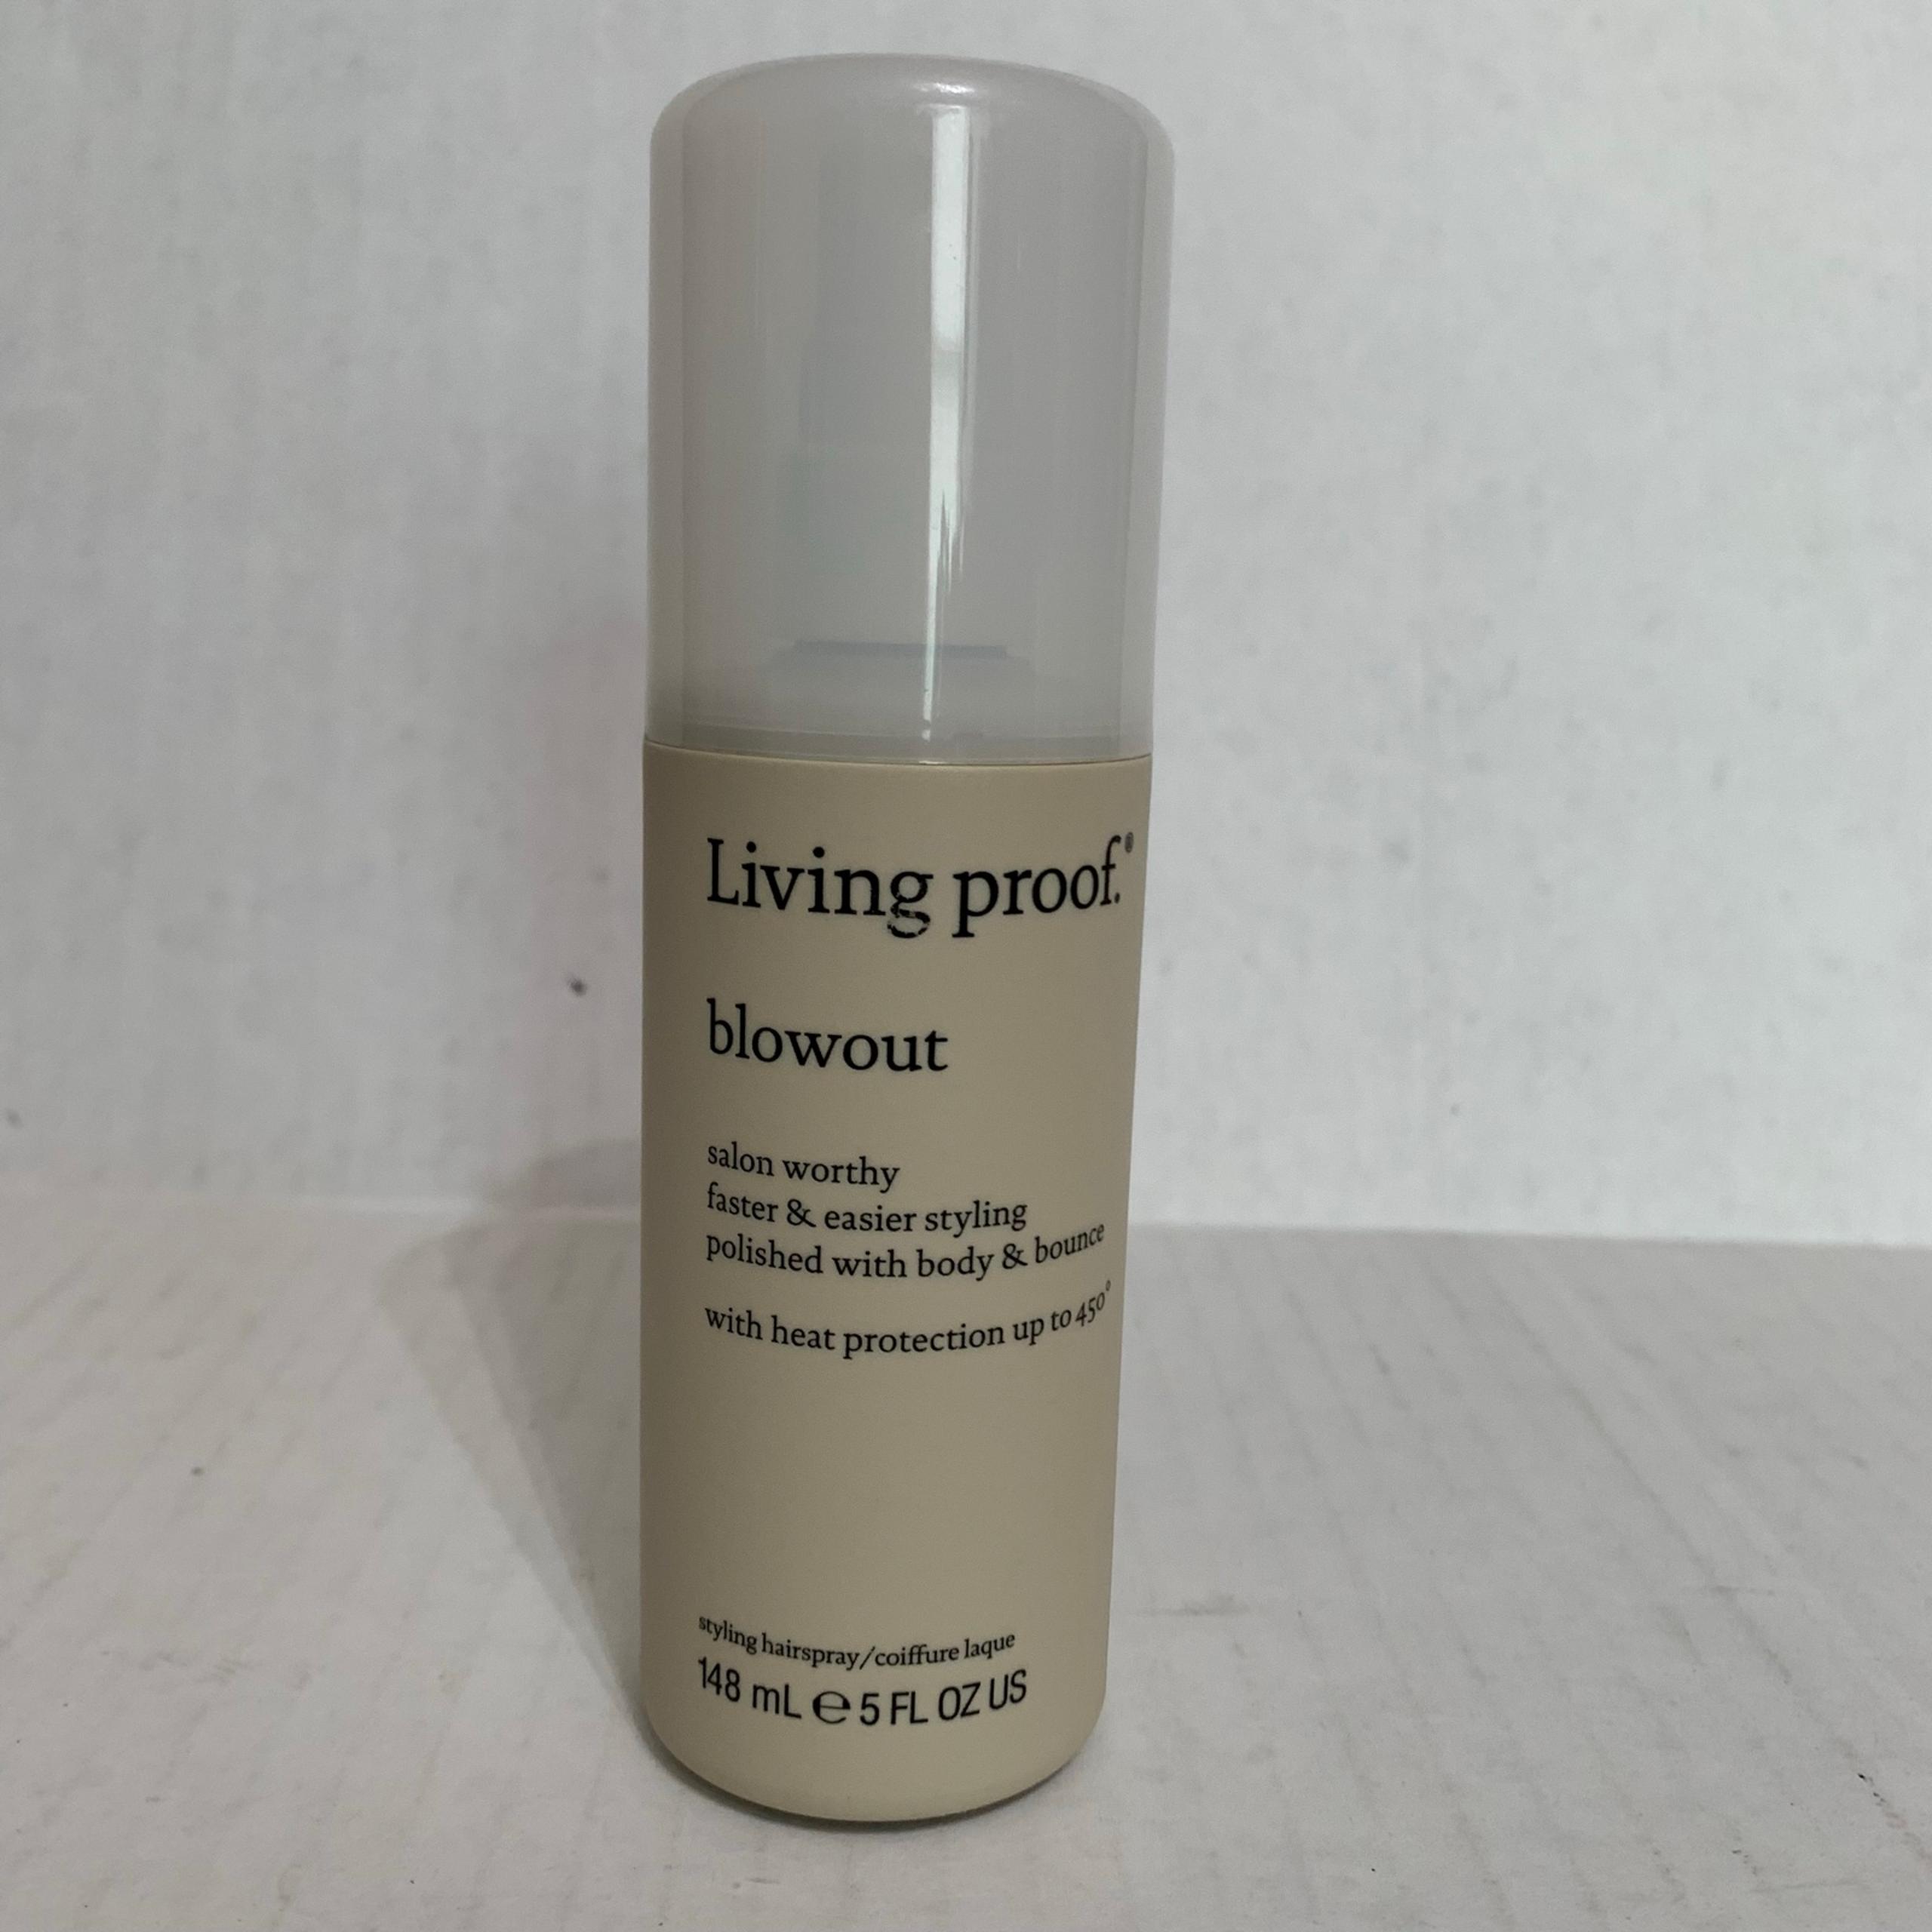 Living proof.®
blowout
salon worthy
faster & easier styling
polished with body & bounce
with heat protection up to 450°
styling hairspray/coiffure laque
148 mL ℮ 5 FL OZ US